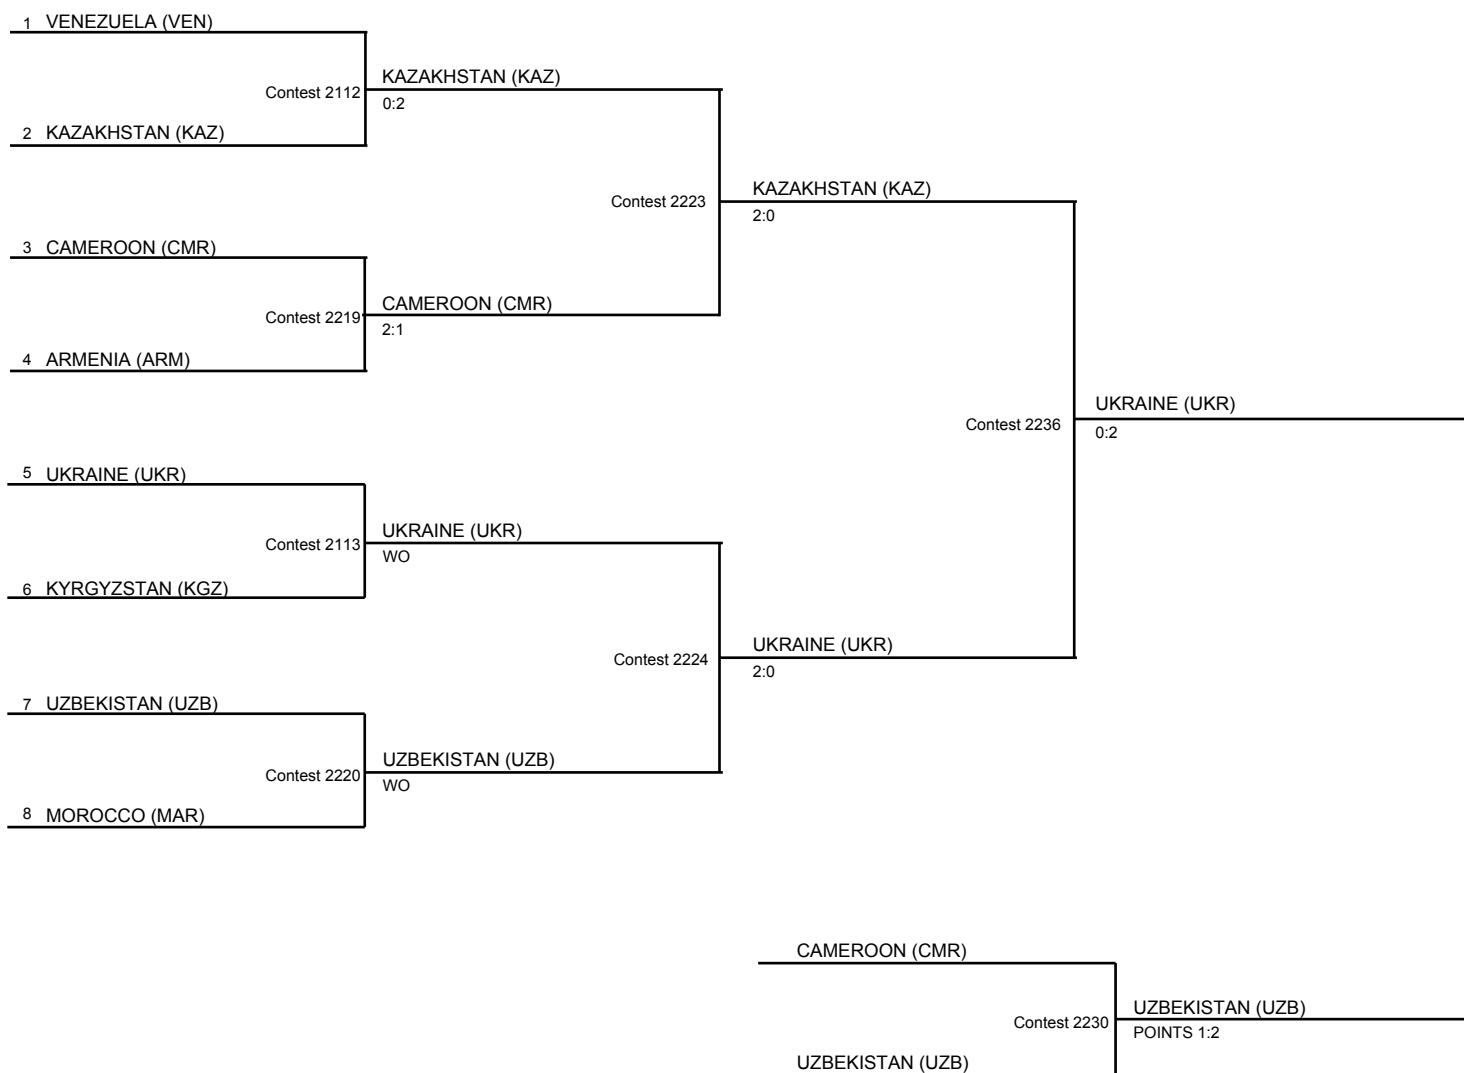 1 VENEZUELA (VEN)
Contest 2112
KAZAKHSTAN (KAZ)
0:2
2 KAZAKHSTAN (KAZ)
Contest 2223
KAZAKHSTAN (KAZ)
2:0
3 CAMEROON (CMR)
Contest 2219
CAMEROON (CMR)
2:1
4 ARMENIA (ARM)
Contest 2236
UKRAINE (UKR)
0:2
5 UKRAINE (UKR)
Contest 2113
UKRAINE (UKR)
WO
6 KYRGYZSTAN (KGZ)
Contest 2224
UKRAINE (UKR)
2:0
7 UZBEKISTAN (UZB)
Contest 2220
UZBEKISTAN (UZB)
WO
8 MOROCCO (MAR)
CAMEROON (CMR)
Contest 2230
UZBEKISTAN (UZB)
POINTS 1:2
UZBEKISTAN (UZB)